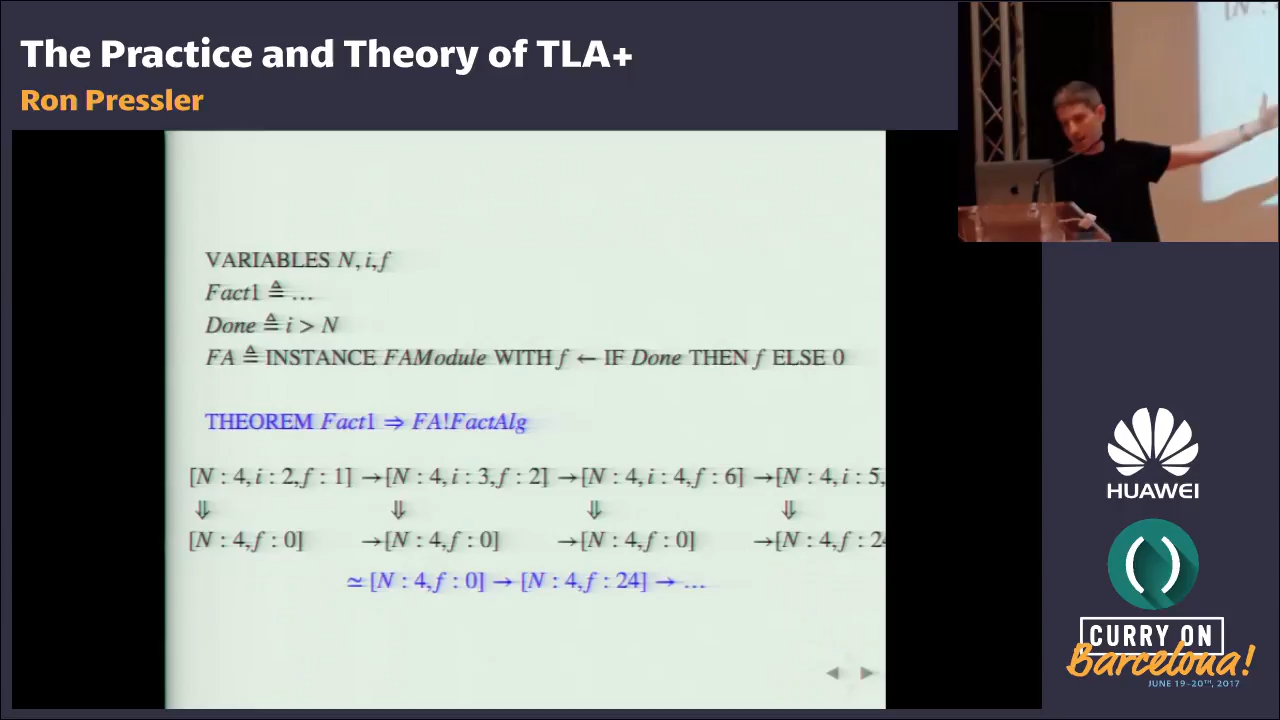 The Practice and Theory of TLA+
Ron Pressler
VARIABLES N, i, f
Fact1 ≜ …
Done ≜ i > N
FA ≜ INSTANCE FAModule WITH f ← IF Done THEN f ELSE 0
THEOREM Fact1 ⇒ FA!FactAlg
[N : 4, i : 2, f : 1] → [N : 4, i : 3, f : 2] → [N : 4, i : 4, f : 6] → [N : 4, i : 5,
⇓ ⇓ ⇓ ⇓
[N : 4, f : 0] → [N : 4, f : 0] → [N : 4, f : 0] → [N : 4, f : 24
≃ [N : 4, f : 0] → [N : 4, f : 24] → …
HUAWEI
CURRY ON
Barcelona!
JUNE 19-20TH, 2017